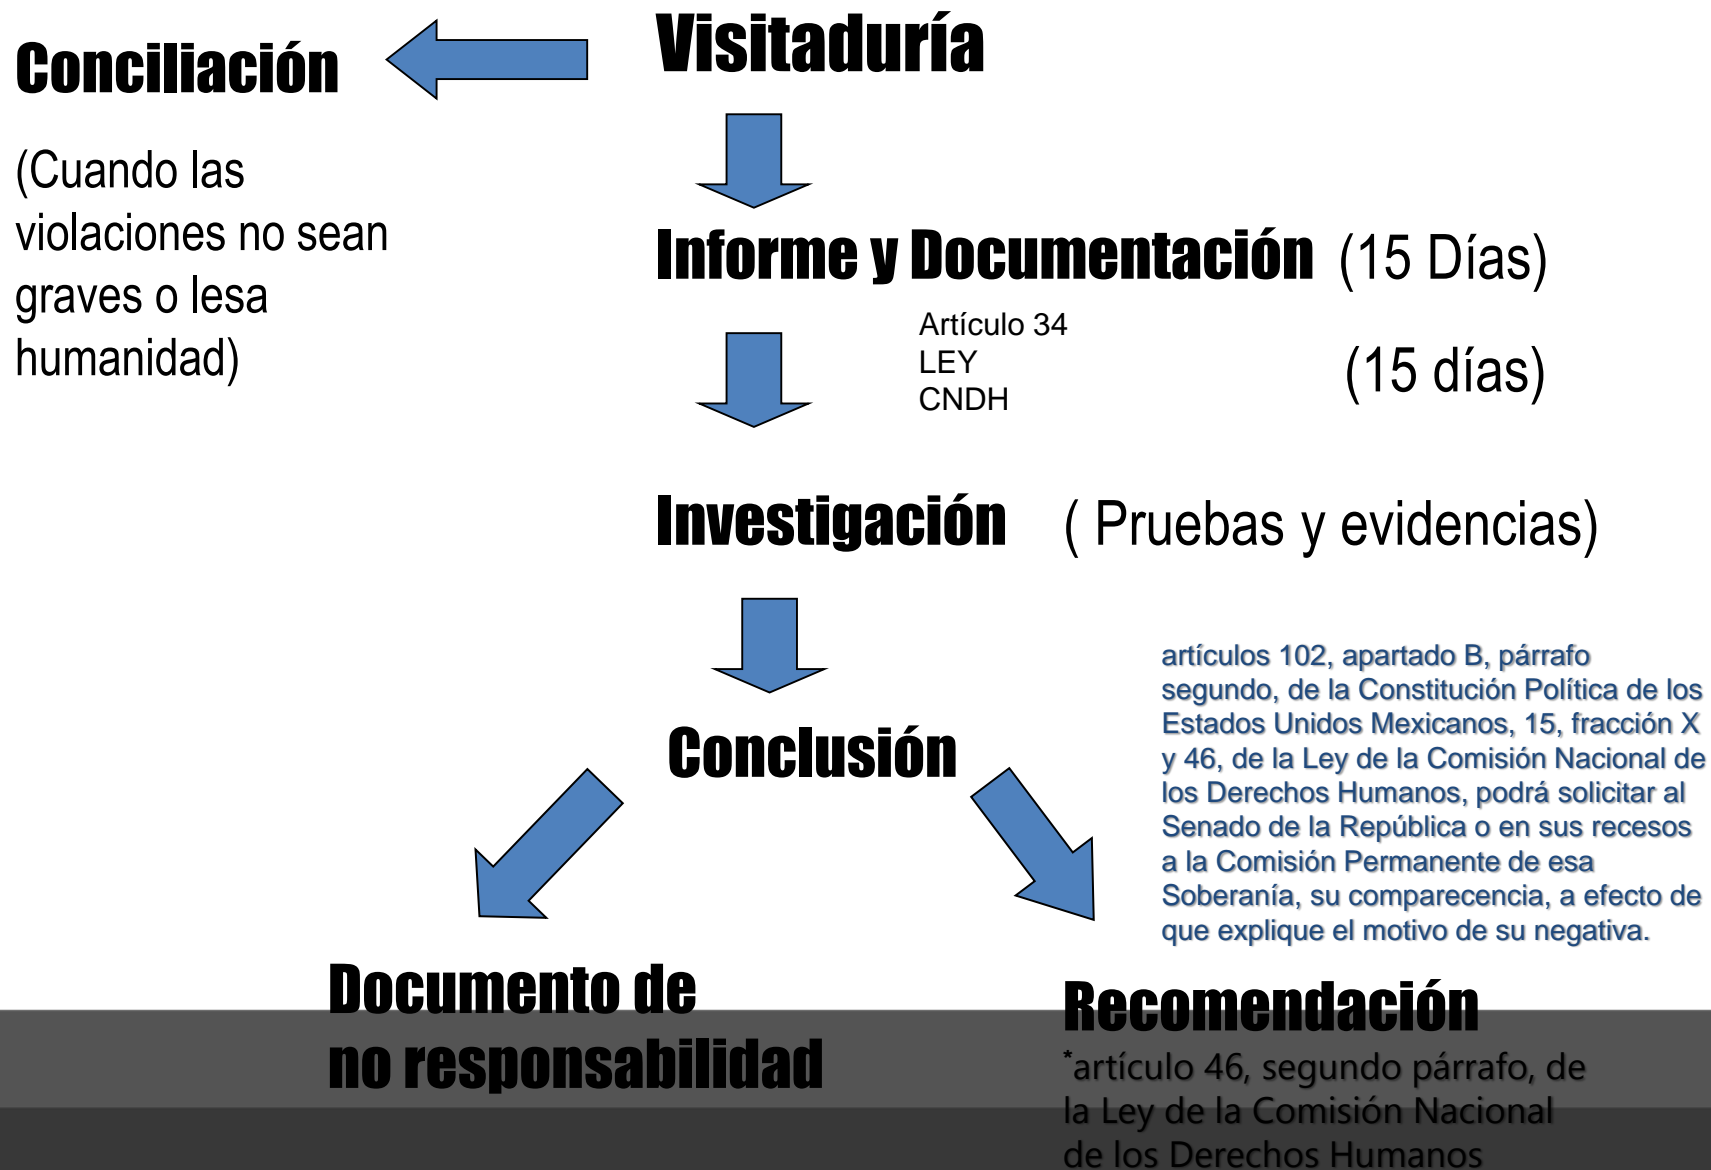 Visitaduría
Conciliación
(Cuando las
violaciones no sean
graves o lesa
humanidad)
Informe y Documentación (15 Días)
Artículo 34
LEY
CNDH
(15 días)
Investigación ( Pruebas y evidencias)
artículos 102, apartado B, párrafo
segundo, de la Constitución Política de los
Estados Unidos Mexicanos, 15, fracción X
y 46, de la Ley de la Comisión Nacional de
los Derechos Humanos, podrá solicitar al
Senado de la República o en sus recesos
a la Comisión Permanente de esa
Soberanía, su comparecencia, a efecto de
que explique el motivo de su negativa.
Conclusión
Documento de
no responsabilidad
Recomendación
*artículo 46, segundo párrafo, de
la Ley de la Comisión Nacional
de los Derechos Humanos